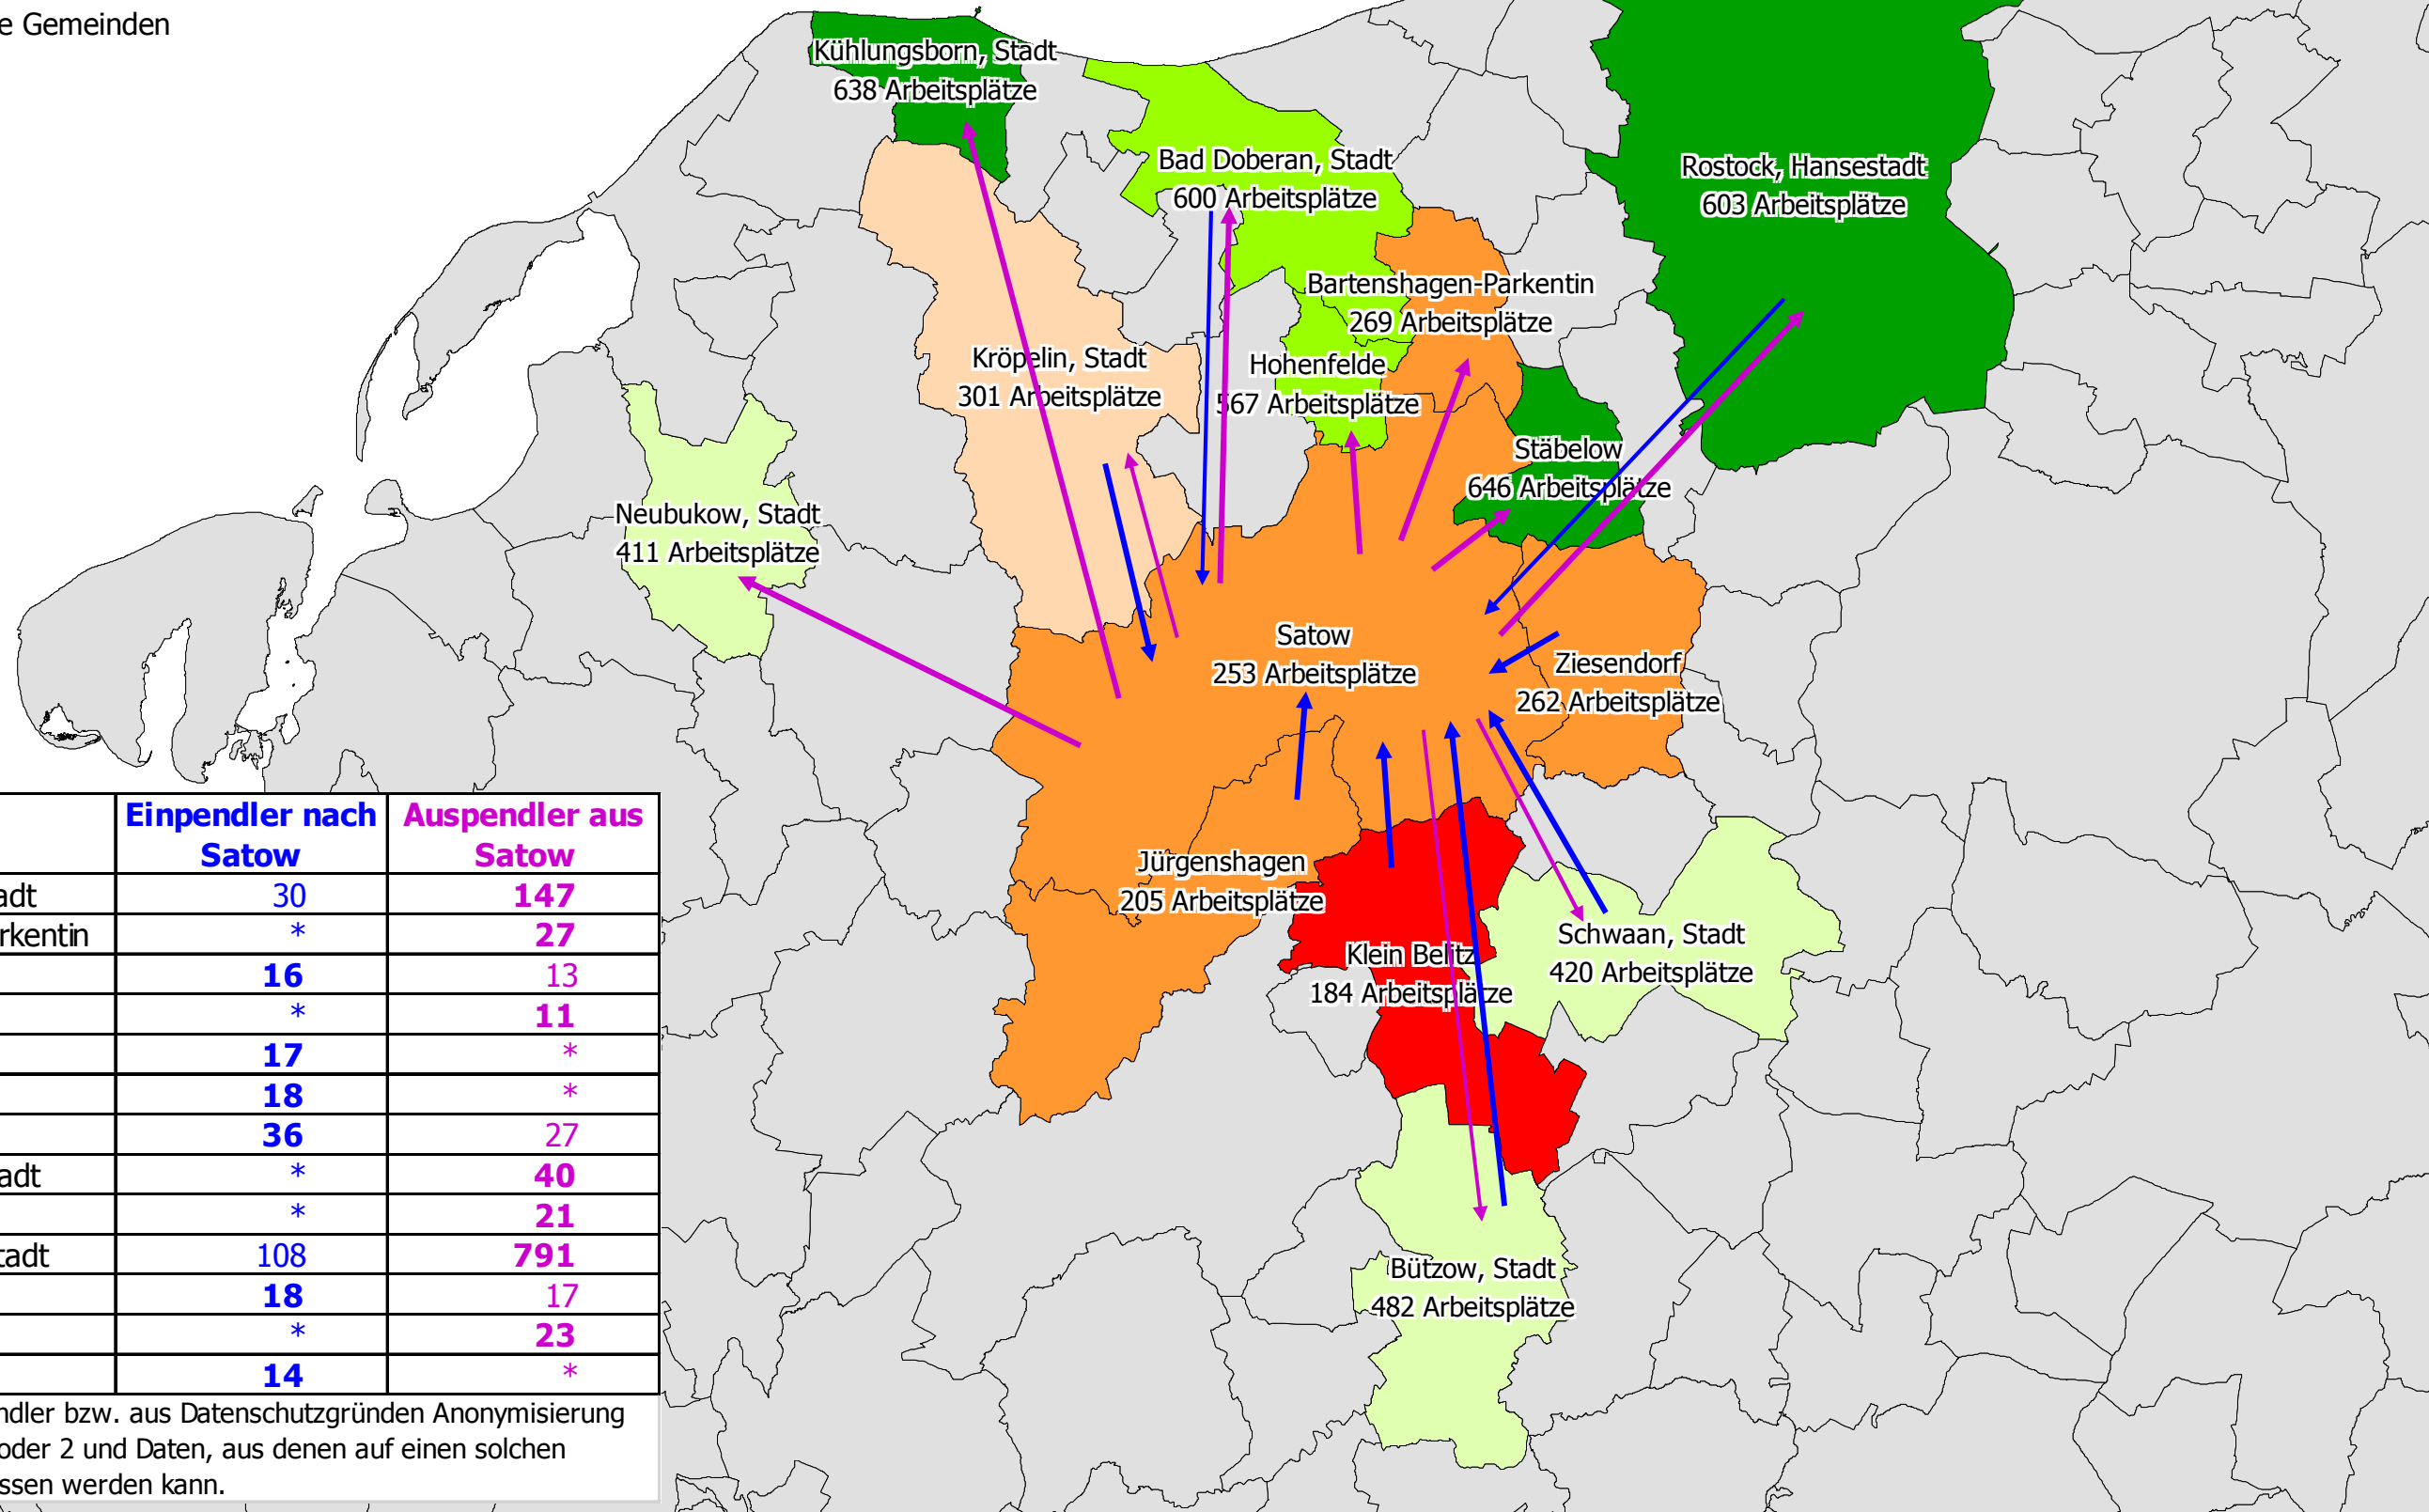 e Gemeinden
Kühlungsborn, Stadt
638 Arbeitsplätze
Bad Doberan, Stadt
600 Arbeitsplätze
Rostock, Hansestadt
603 Arbeitsplätze
Bartenshagen-Parkentin
269 Arbeitsplätze
Kröpelin, Stadt
301 Arbeitsplätze
Hohenfelde
567 Arbeitsplätze
Stäbelow
646 Arbeitsplätze
Neubukow, Stadt
411 Arbeitsplätze
Satow
253 Arbeitsplätze
Ziesendorf
262 Arbeitsplätze
Jürgenshagen
205 Arbeitsplätze
Klein Belitz
184 Arbeitsplätze
Schwaan, Stadt
420 Arbeitsplätze
Bützow, Stadt
482 Arbeitsplätze
Einpendler nach Auspendler aus
Satow Satow
adt 30 147
rkentin * 27
16 13
* 11
17 *
18 *
36 27
adt * 40
* 21
tadt 108 791
18 17
* 23
14 *
ndler bzw. aus Datenschutzgründen Anonymisierung
oder 2 und Daten, aus denen auf einen solchen
ssen werden kann.